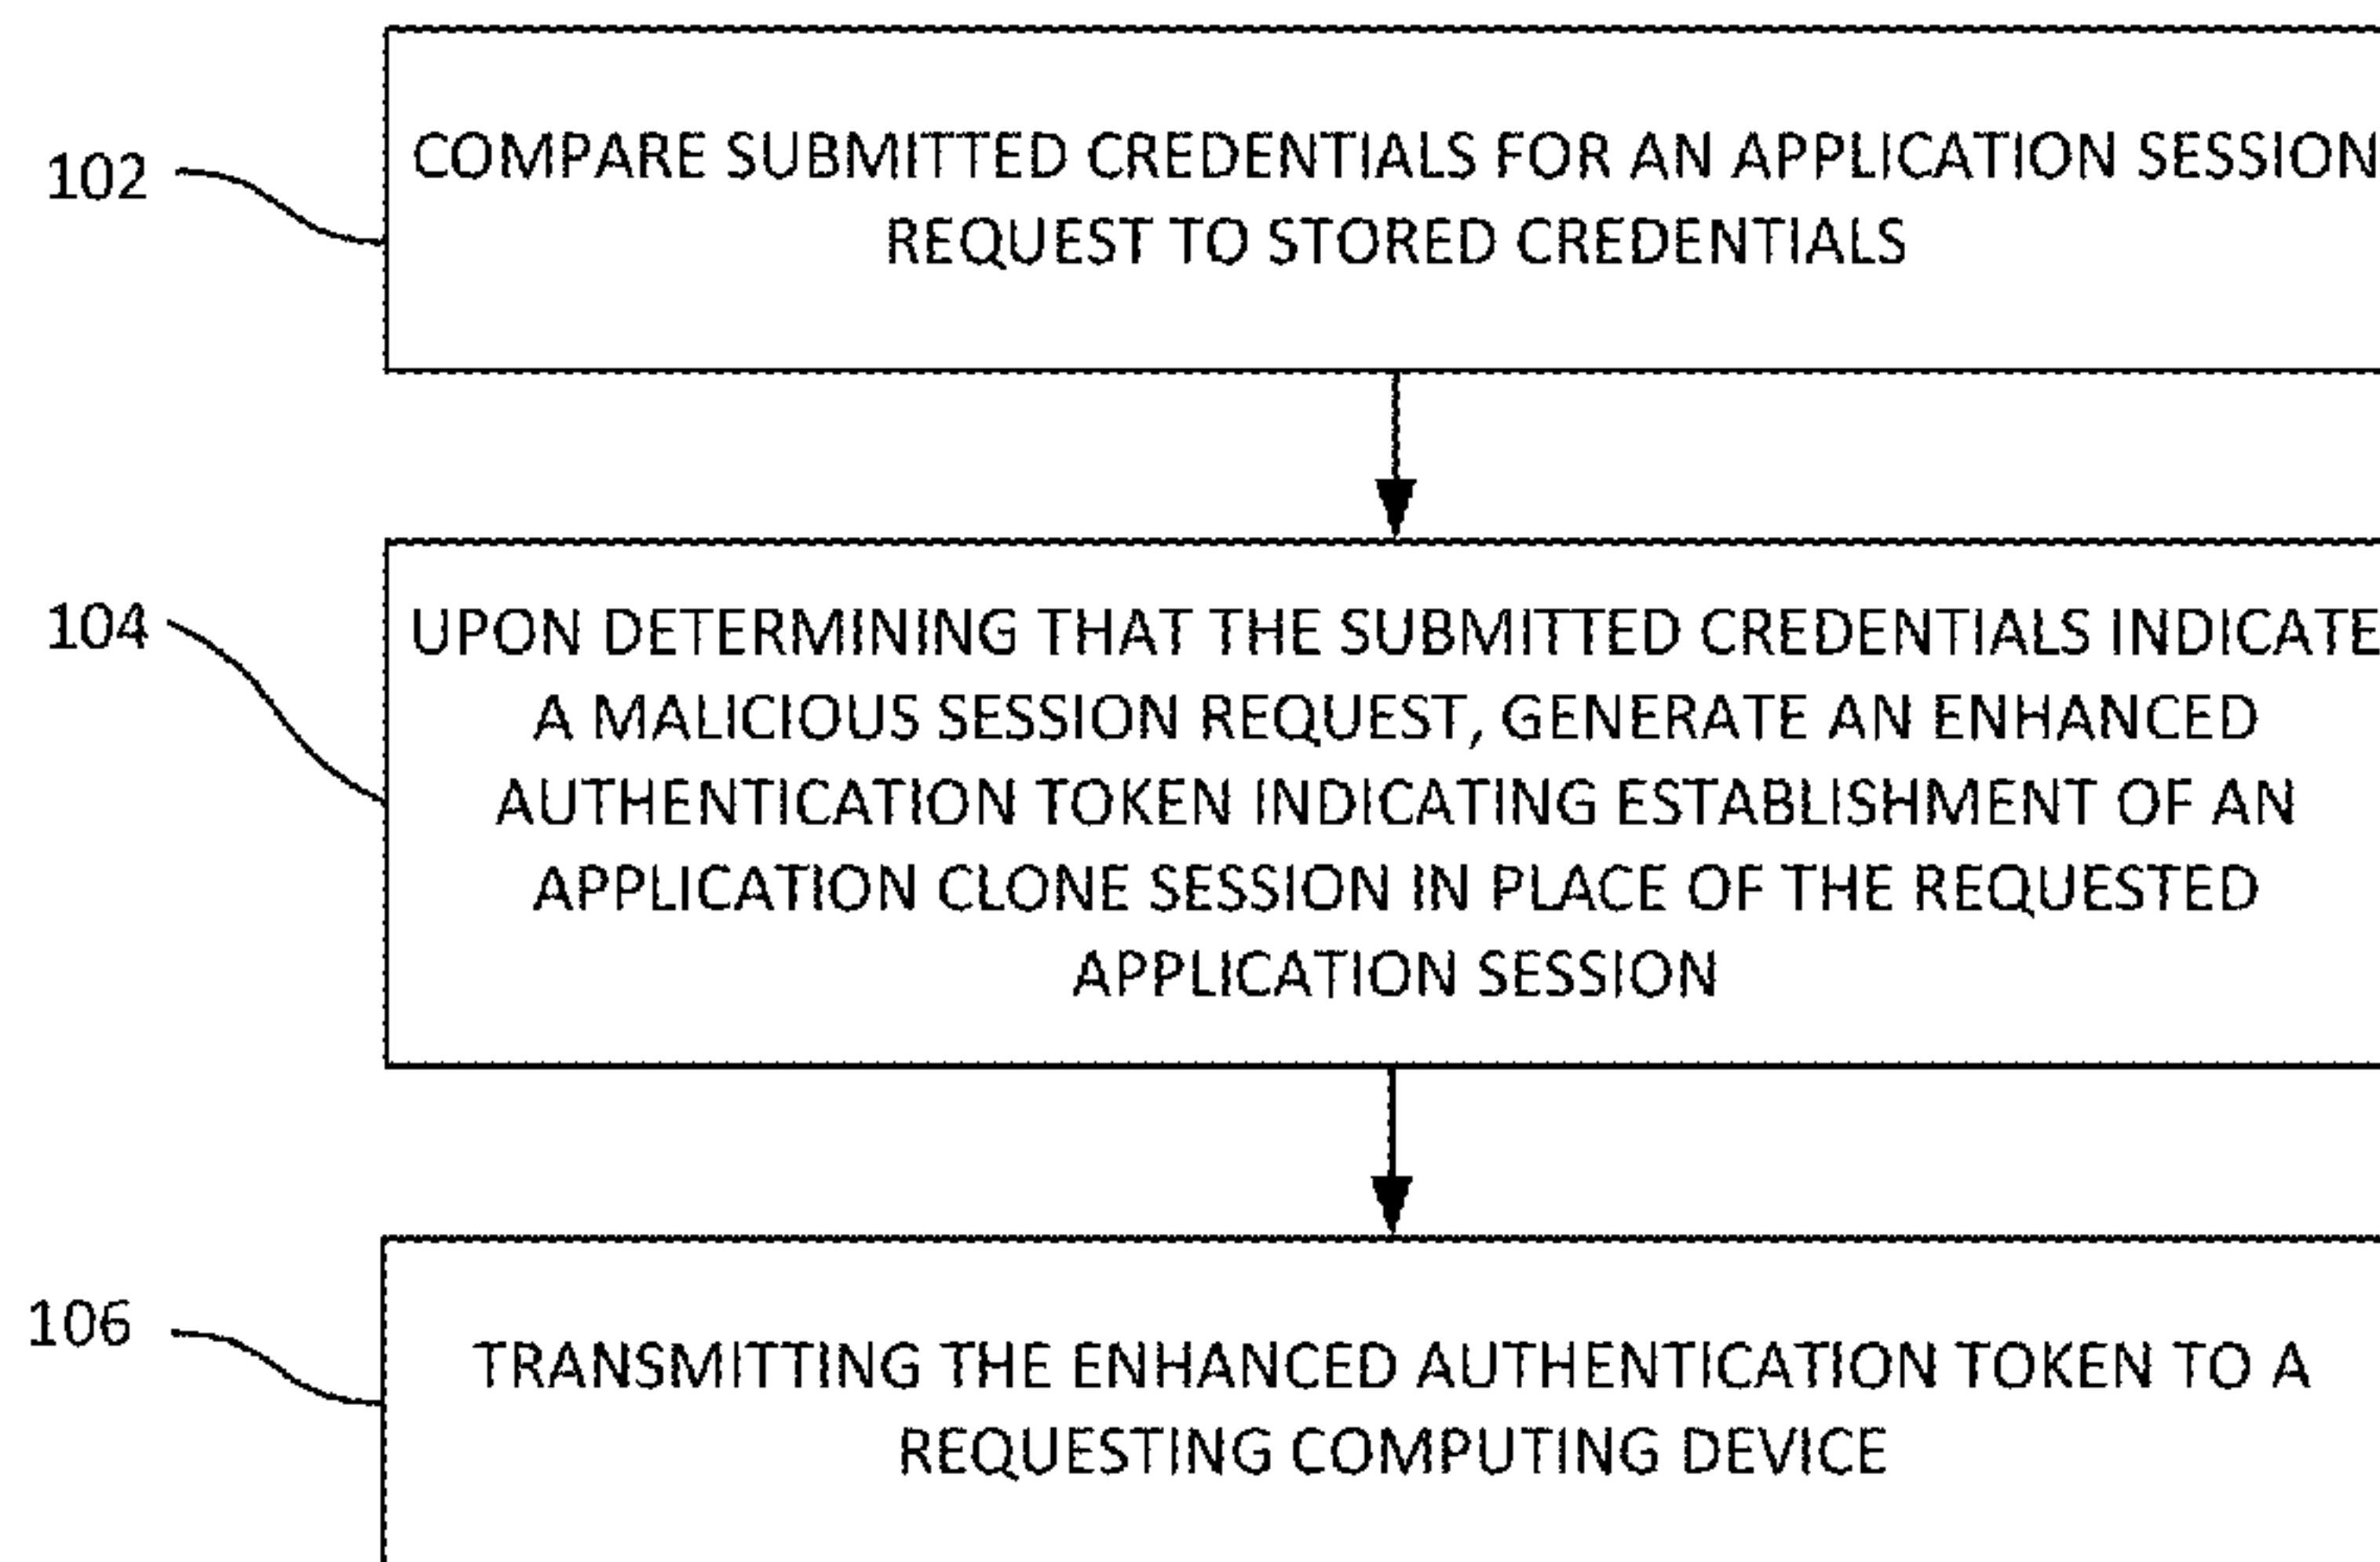 102
COMPARE SUBMITTED CREDENTIALS FOR AN APPLICATION SESSION
REQUEST TO STORED CREDENTIALS
104
UPON DETERMINING THAT THE SUBMITTED CREDENTIALS INDICATE
A MALICIOUS SESSION REQUEST, GENERATE AN ENHANCED
AUTHENTICATION TOKEN INDICATING ESTABLISHMENT OF AN
APPLICATION CLONE SESSION IN PLACE OF THE REQUESTED
APPLICATION SESSION
106
TRANSMITTING THE ENHANCED AUTHENTICATION TOKEN TO A
REQUESTING COMPUTING DEVICE